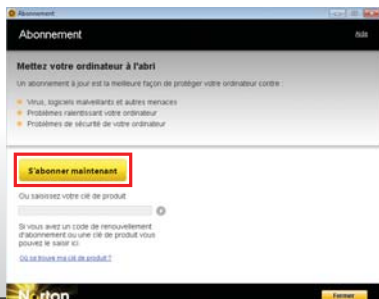 Abonnement
Abonnement
Aide
Mettez votre ordinateur à l'abri
Un abonnement à jour est la meilleure façon de protéger votre ordinateur contre :
Virus, logiciels malveillants et autres menaces
Problèmes ralentissant votre ordinateur
Problèmes de sécurité de votre ordinateur
S'abonner maintenant
Ou saisissez votre clé de produit
Si vous avez un code de renouvellement
d'abonnement ou une clé de produit vous
pouvez le saisir ici.
Où se trouve ma clé de produit ?
Norton
Fermer